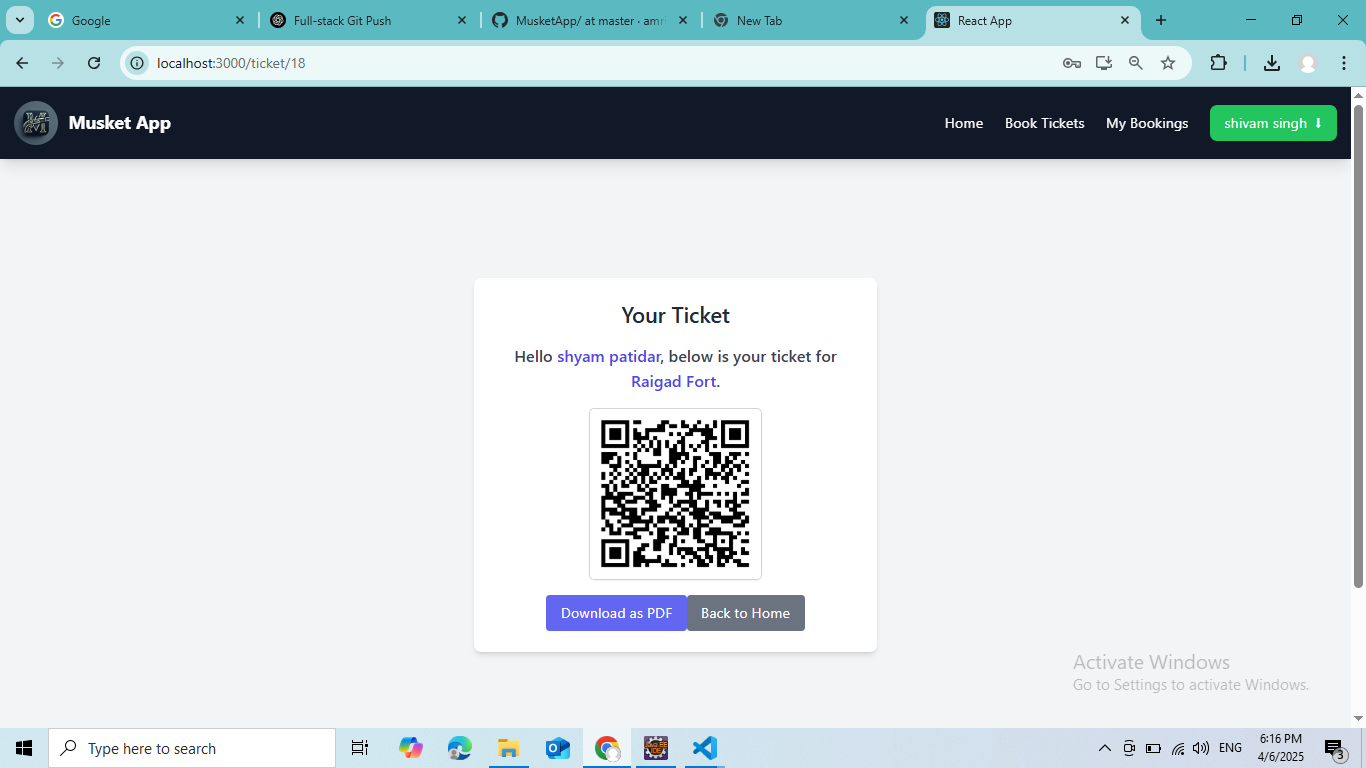 Google
Full-stack Git Push
MusketApp/ at master · amr
New Tab
React App
localhost:3000/ticket/18
Musket App
Home
Book Tickets
My Bookings
shivam singh ⬇
Your Ticket
Hello shyam patidar, below is your ticket for
Raigad Fort.
Download as PDF
Back to Home
Activate Windows
Go to Settings to activate Windows.
Type here to search
ENG
6:16 PM
4/6/2025
3